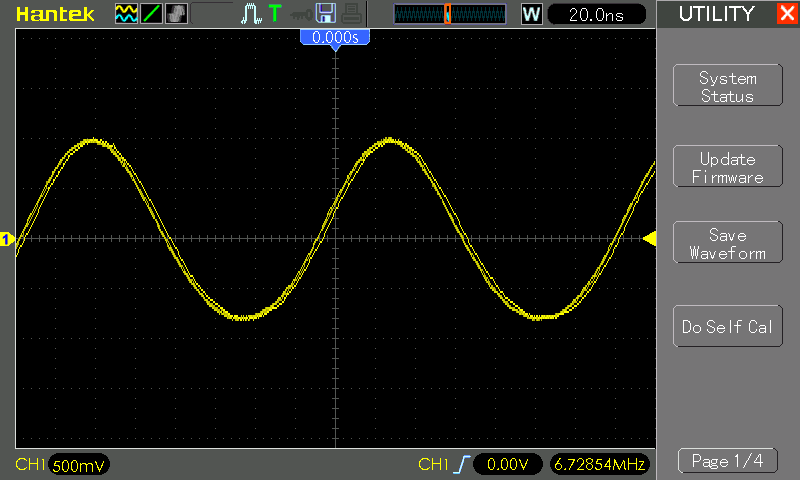 Hantek
T
W
20.0ns
UTILITY
0.000s
System
Status
Update
Firmware
1
Save
Waveform
Do Self Cal
CH1 500mV
CH1 0.00V 6.72854MHz
Page 1/4